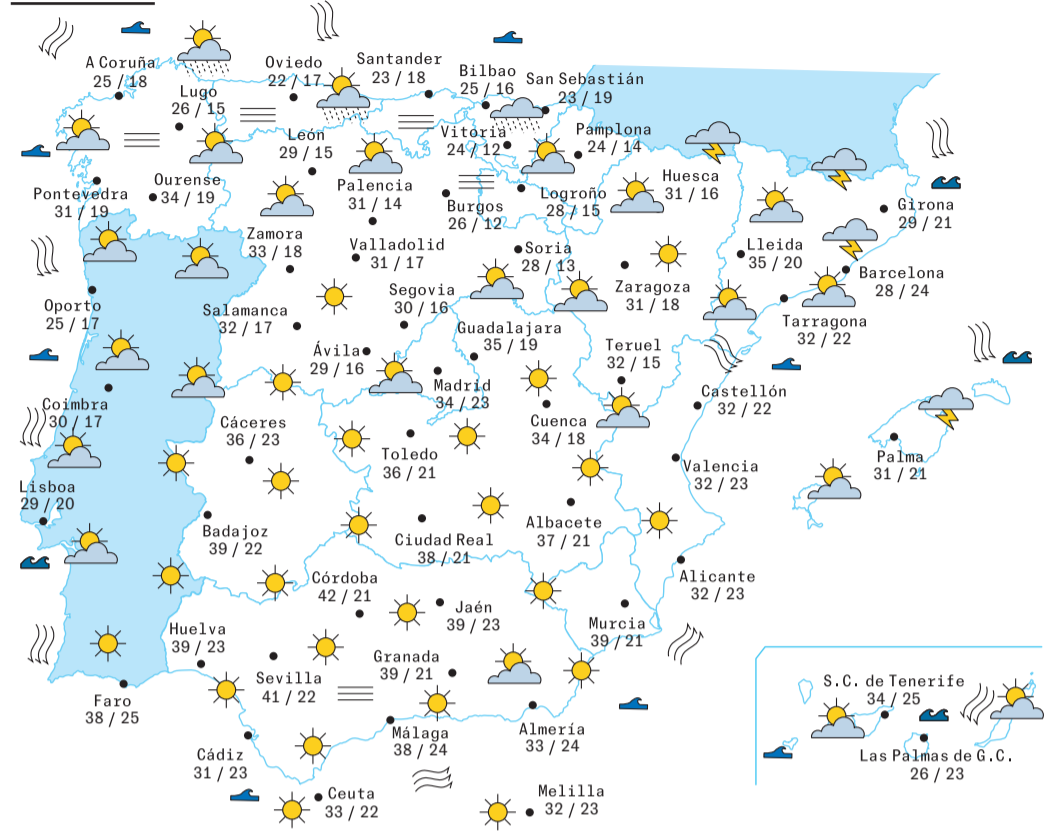 A Coruña
25 / 18
Lugo
26 / 15
Oviedo
22 / 17
Santander
23 / 18
Bilbao
25 / 16
San Sebastián
23 / 19
León
29 / 15
Vitoria
24 / 12
Pamplona
24 / 14
Pontevedra
31 / 19
Ourense
34 / 19
Palencia
31 / 14
Burgos
26 / 12
Logroño
28 / 15
Huesca
31 / 16
Girona
29 / 21
Zamora
33 / 18
Valladolid
31 / 17
Soria
28 / 13
Zaragoza
31 / 18
Lleida
35 / 20
Barcelona
28 / 24
Oporto
25 / 17
Salamanca
32 / 17
Segovia
30 / 16
Guadalajara
35 / 19
Tarragona
32 / 22
Ávila
29 / 16
Madrid
34 / 23
Teruel
32 / 15
Castellón
32 / 22
Coimbra
30 / 17
Cáceres
36 / 23
Toledo
36 / 21
Cuenca
34 / 18
Valencia
32 / 23
Palma
31 / 21
Lisboa
29 / 20
Badajoz
39 / 22
Ciudad Real
38 / 21
Albacete
37 / 21
Alicante
32 / 23
Córdoba
42 / 21
Jaén
39 / 23
Murcia
39 / 21
Huelva
39 / 23
Sevilla
41 / 22
Granada
39 / 21
Faro
38 / 25
Cádiz
31 / 23
Málaga
38 / 24
Almería
33 / 24
Ceuta
33 / 22
Melilla
32 / 23
S.C. de Tenerife
34 / 25
Las Palmas de G.C.
26 / 23